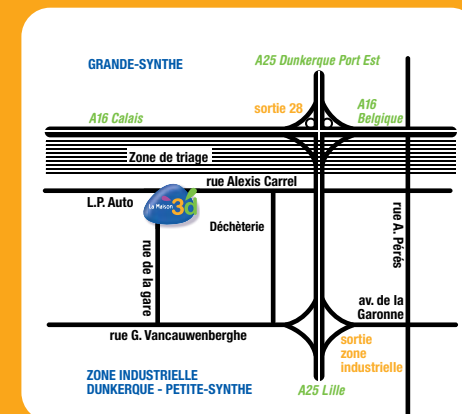 GRANDE-SYNTHE
A25 Dunkerque Port Est
sortie 28
A16 Calais
A16
Belgique
Zone de triage
rue Alexis Carrel
L.P. Auto
La Maison 3d
Déchèterie
rue de la gare
rue A. Pérés
av. de la
Garonne
rue G. Vancauwenberghe
sortie
zone
industrielle
ZONE INDUSTRIELLE
DUNKERQUE - PETITE-SYNTHE
A25 Lille